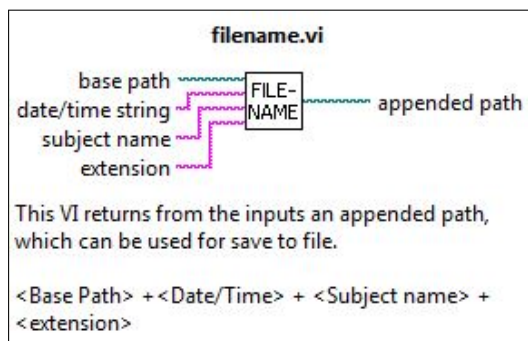 filename.vi
base path
date/time string
subject name
extension
FILE-
NAME
appended path
This VI returns from the inputs an appended path,
which can be used for save to file.
<Base Path> +<Date/Time> + <Subject name> +
<extension>